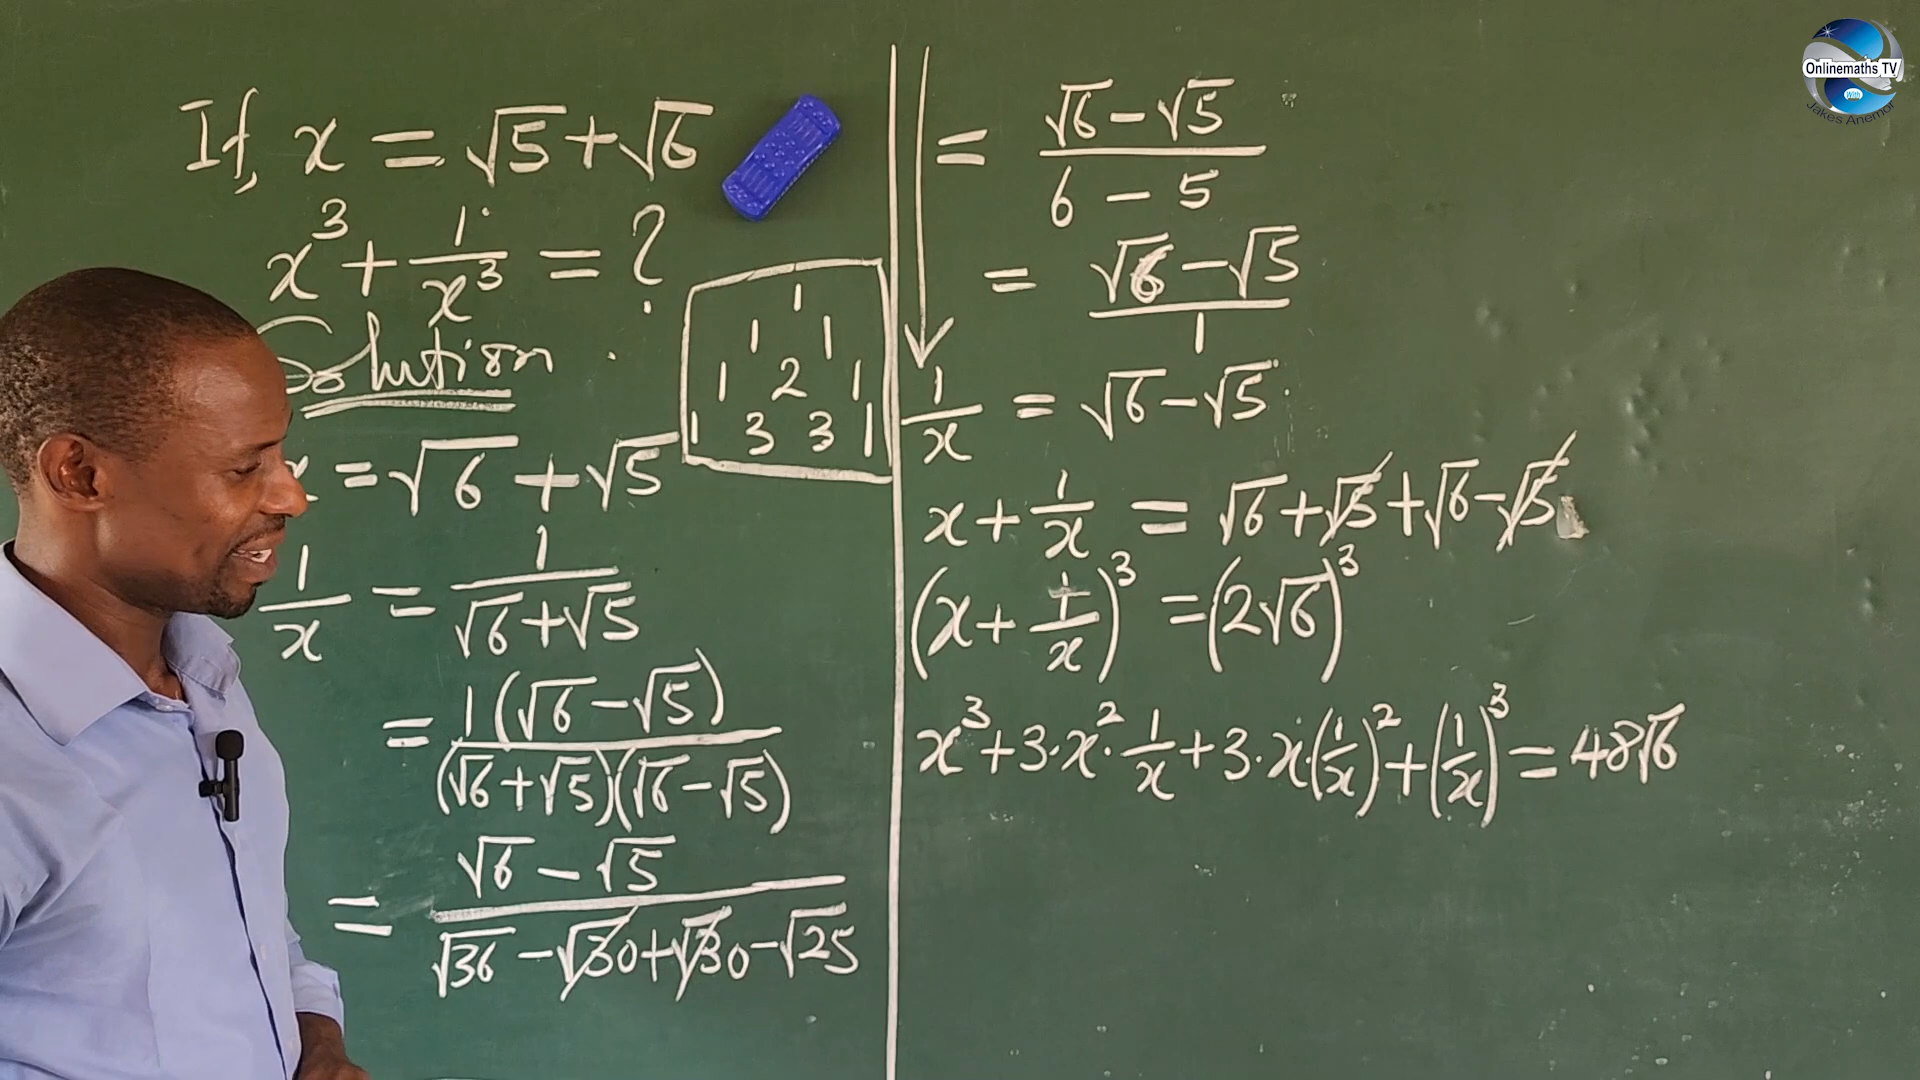 If, x = √5 + √6
x³ + 1/x³ = ?
Solution
1
1 1
1 2 1
1 3 3 1
x = √6 + √5
1/x = 1/(√6 + √5)
= 1(√6 − √5)/((√6 + √5)(√6 − √5))
= (√6 − √5)/(√36 − √30 + √30 − √25)
= (√6 − √5)/(6 − 5)
= (√6 − √5)/1
1/x = √6 − √5
x + 1/x = √6 + √5 + √6 − √5
(x + 1/x)³ = (2√6)³
x³ + 3·x²·1/x + 3·x·(1/x)² + (1/x)³ = 48√6
Onlinemaths TV
With
Jakes Anemor